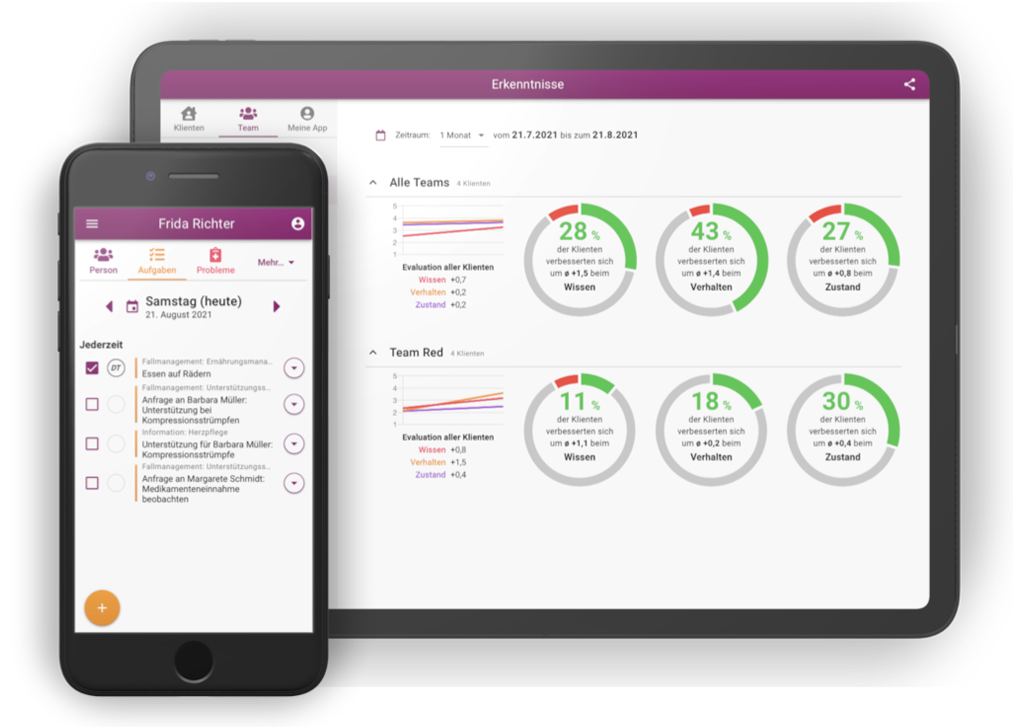 Erkenntnisse
Klienten
Team
Meine App
Zeitraum: 1 Monat vom 21.7.2021 bis zum 21.8.2021
Alle Teams 4 Klienten
5
4
3
2
1
Evaluation aller Klienten
Wissen +0,7
Verhalten +0,2
Zustand +0,2
28 %
der Klienten
verbesserten sich
um ø +1,5 beim
Wissen
43 %
der Klienten
verbesserten sich
um ø +1,4 beim
Verhalten
27 %
der Klienten
verbesserten sich
um ø +0,8 beim
Zustand
Team Red 4 Klienten
5
4
3
2
1
Evaluation aller Klienten
Wissen +0,8
Verhalten +1,5
Zustand +0,4
11 %
der Klienten
verbesserten sich
um ø +1,1 beim
Wissen
18 %
der Klienten
verbesserten sich
um ø +0,2 beim
Verhalten
30 %
der Klienten
verbesserten sich
um ø +0,4 beim
Zustand
Frida Richter
Person
Aufgaben
Probleme
Mehr...
Samstag (heute)
21. August 2021
Jederzeit
DT
Fallmanagement: Ernährungsmana...
Essen auf Rädern
Fallmanagement: Unterstützungss...
Anfrage an Barbara Müller:
Unterstützung bei
Kompressionsstrümpfen
Information: Herzpflege
Unterstützung für Barbara Müller:
Kompressionsstrümpfe
Fallmanagement: Unterstützungss...
Anfrage an Margarete Schmidt:
Medikamenteneinnahme
beobachten
+